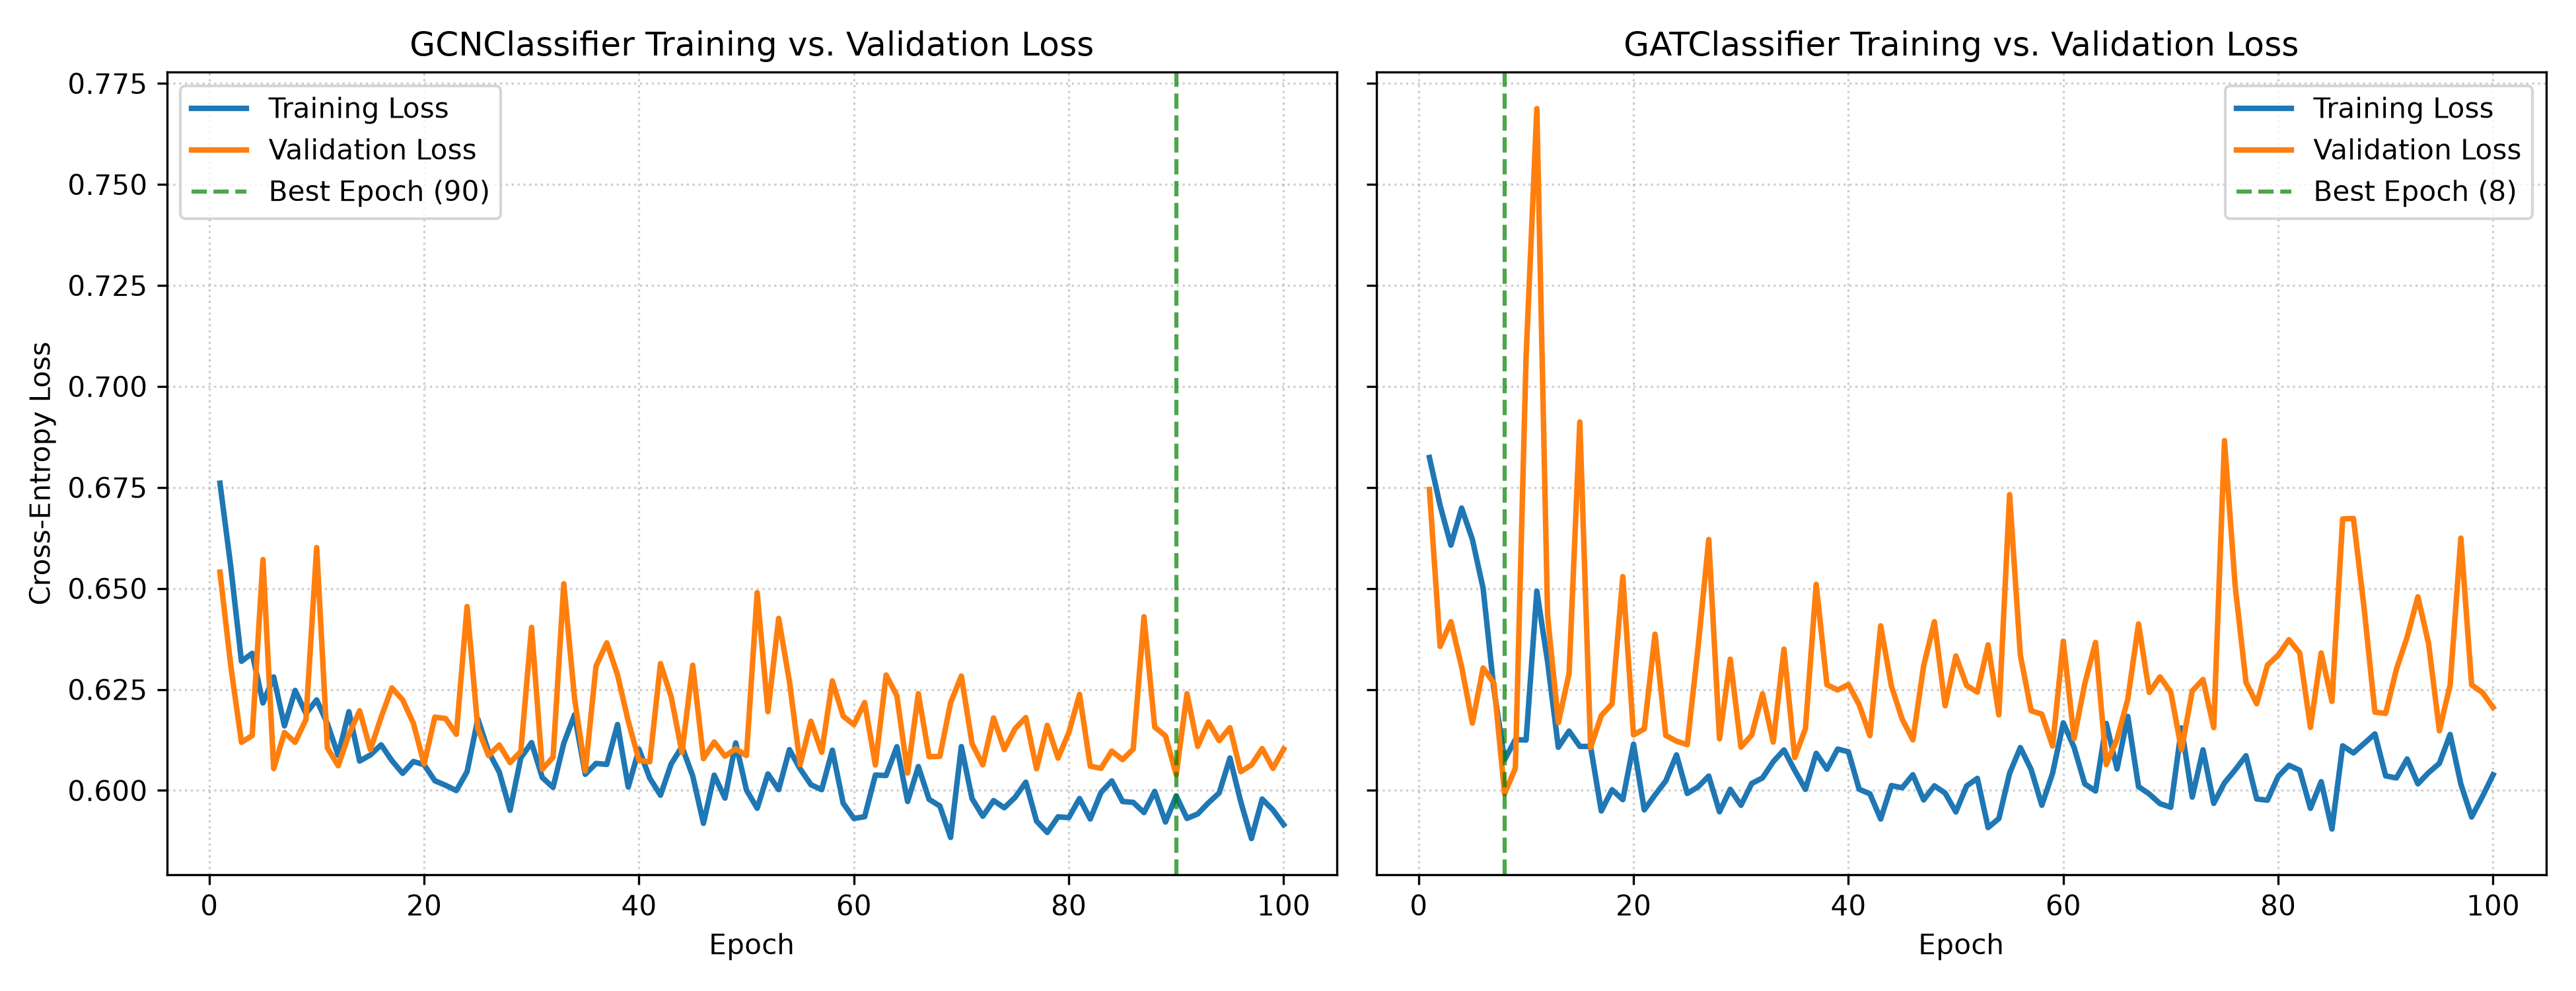 GCNClassifier Training vs. Validation Loss
Training Loss
Validation Loss
Best Epoch (90)
Cross-Entropy Loss
0.775
0.750
0.725
0.700
0.675
0.650
0.625
0.600
0 20 40 60 80 100
Epoch
GATClassifier Training vs. Validation Loss
Training Loss
Validation Loss
Best Epoch (8)
0 20 40 60 80 100
Epoch